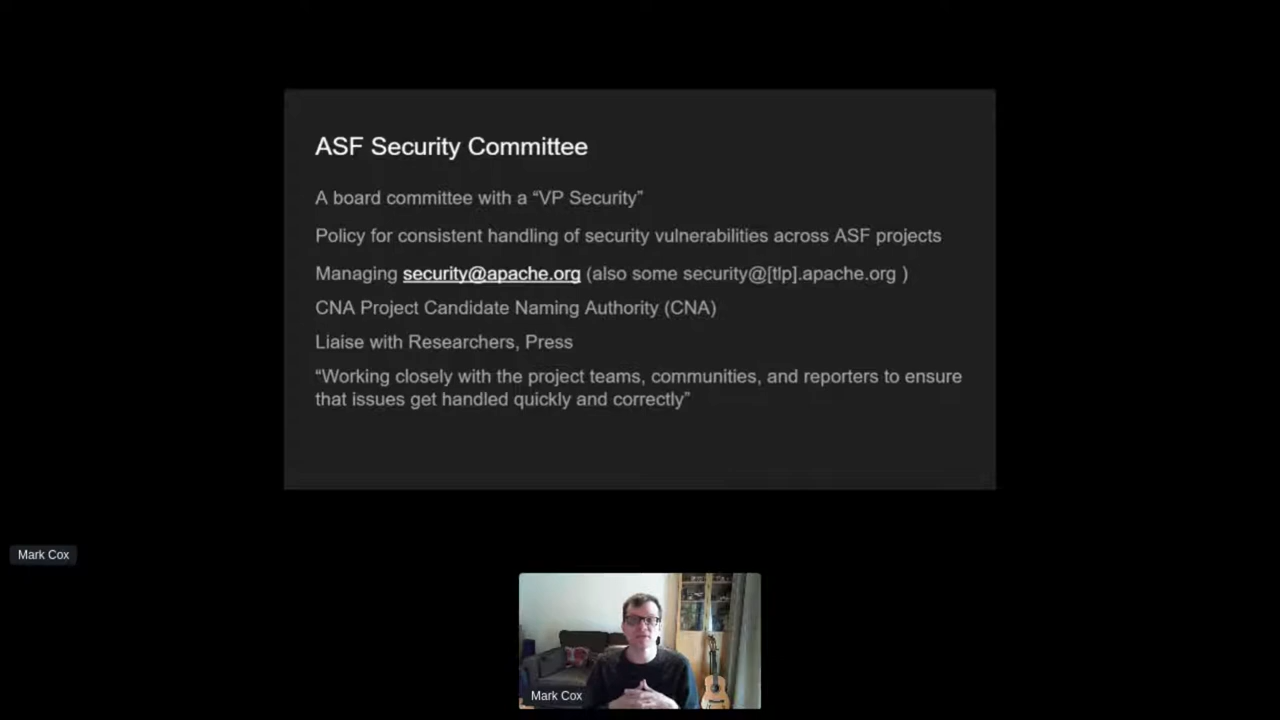 ASF Security Committee
A board committee with a “VP Security”
Policy for consistent handling of security vulnerabilities across ASF projects
Managing security@apache.org (also some security@[tlp].apache.org )
CNA Project Candidate Naming Authority (CNA)
Liaise with Researchers, Press
“Working closely with the project teams, communities, and reporters to ensure
that issues get handled quickly and correctly”
Mark Cox
Mark Cox